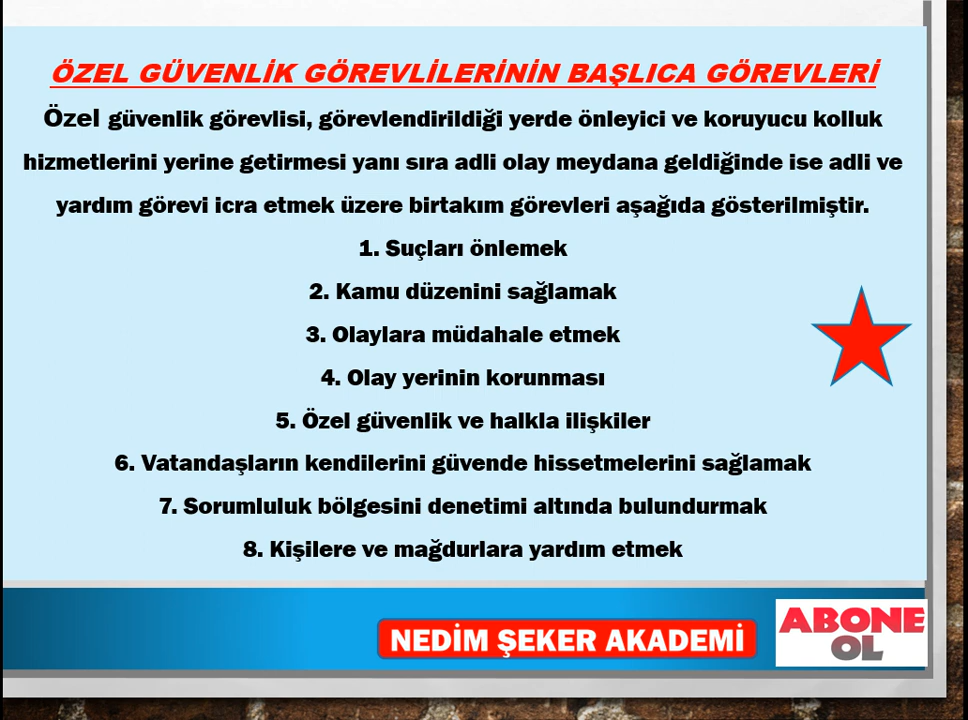 ÖZEL GÜVENLİK GÖREVLİLERİNİN BAŞLICA GÖREVLERİ
Özel güvenlik görevlisi, görevlendirildiği yerde önleyici ve koruyucu kolluk
hizmetlerini yerine getirmesi yanı sıra adli olay meydana geldiğinde ise adli ve
yardım görevi icra etmek üzere birtakım görevleri aşağıda gösterilmiştir.
1. Suçları önlemek
2. Kamu düzenini sağlamak
3. Olaylara müdahale etmek
4. Olay yerinin korunması
5. Özel güvenlik ve halkla ilişkiler
6. Vatandaşların kendilerini güvende hissetmelerini sağlamak
7. Sorumluluk bölgesini denetimi altında bulundurmak
8. Kişilere ve mağdurlara yardım etmek
NEDİM ŞEKER AKADEMİ
ABONE
OL